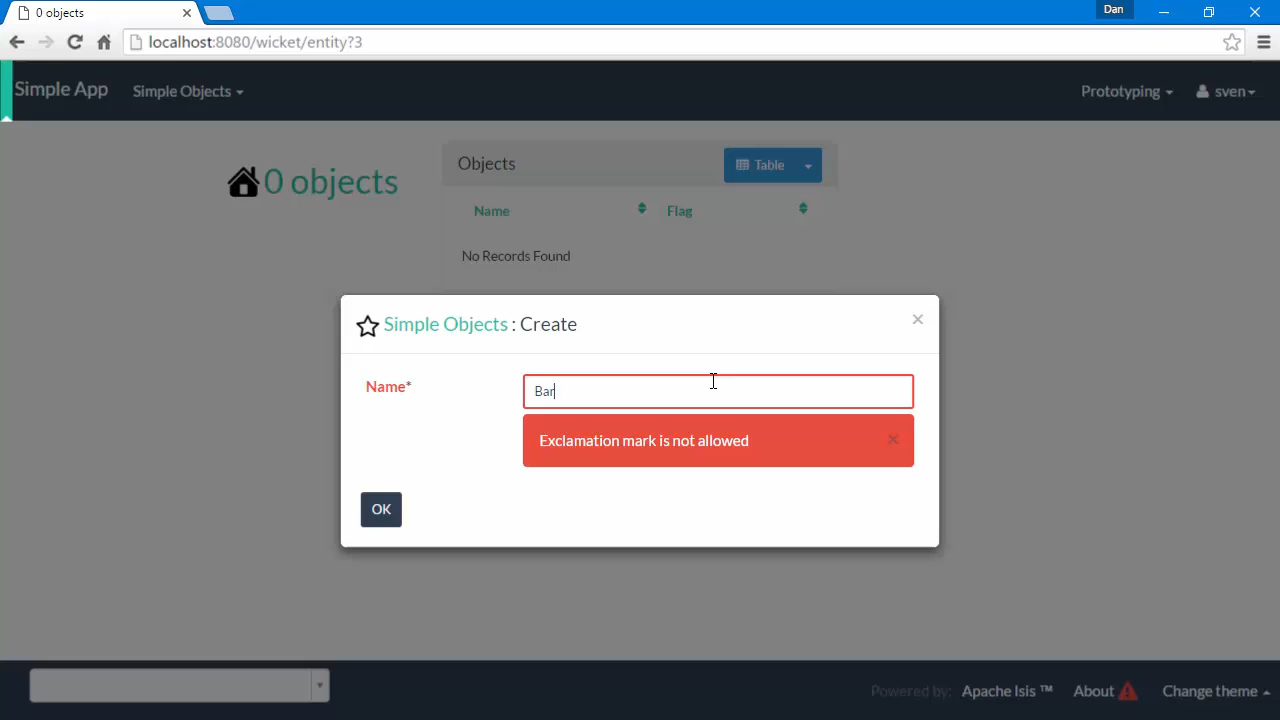 0 objects
Dan
localhost:8080/wicket/entity?3
Simple App Simple Objects Prototyping sven
0 objects
Objects Table
Name Flag
No Records Found
Simple Objects : Create
Name*
Bar
Exclamation mark is not allowed
OK
Powered by: Apache Isis ™ About Change theme